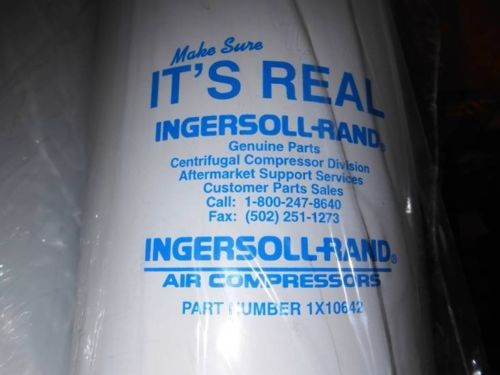 Make Sure
IT'S REAL
INGERSOLL-RAND®
Genuine Parts
Centrifugal Compressor Division
Aftermarket Support Services
Customer Parts Sales
Call: 1-800-247-8640
Fax: (502) 251-1273
INGERSOLL-RAND®
AIR COMPRESSORS
PART NUMBER 1X10642